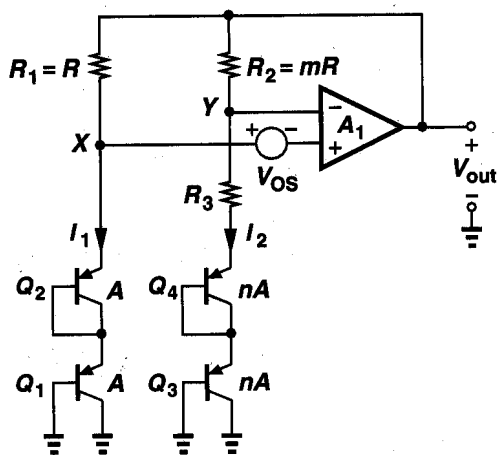 R1 = R
R2 = mR
Y
−
A1
+
X
+ −
VOS
+
Vout
−
R3
I1
I2
Q2
A
Q4
nA
Q1
A
Q3
nA